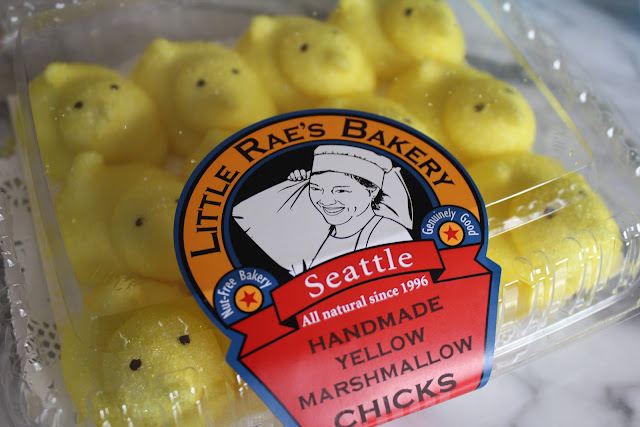 LITTLE RAE'S BAKERY
Nut-Free Bakery
Genuinely Good
Seattle
All natural since 1996
HANDMADE
YELLOW
MARSHMALLOW
CHICKS